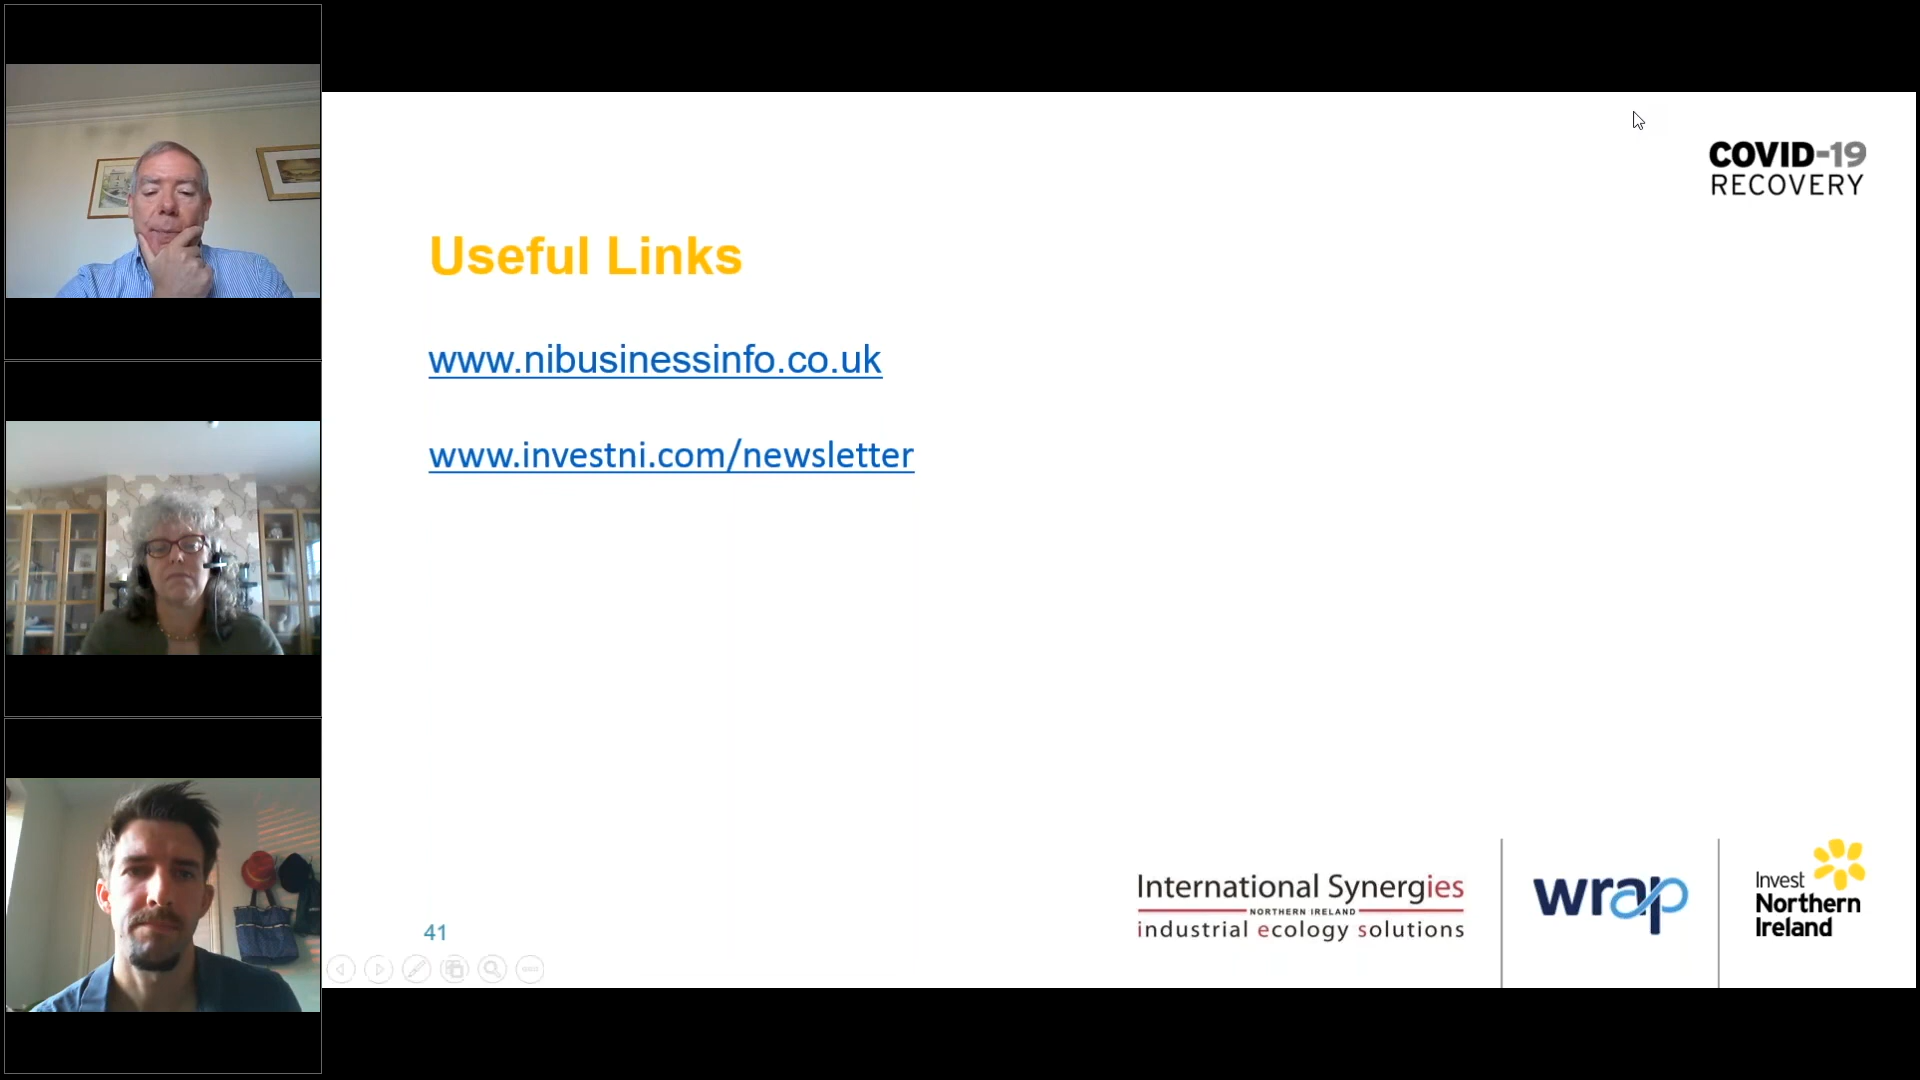 COVID-19
RECOVERY
Useful Links
www.nibusinessinfo.co.uk
www.investni.com/newsletter
International Synergies
NORTHERN IRELAND
industrial ecology solutions
wrap
Invest
Northern
Ireland
41